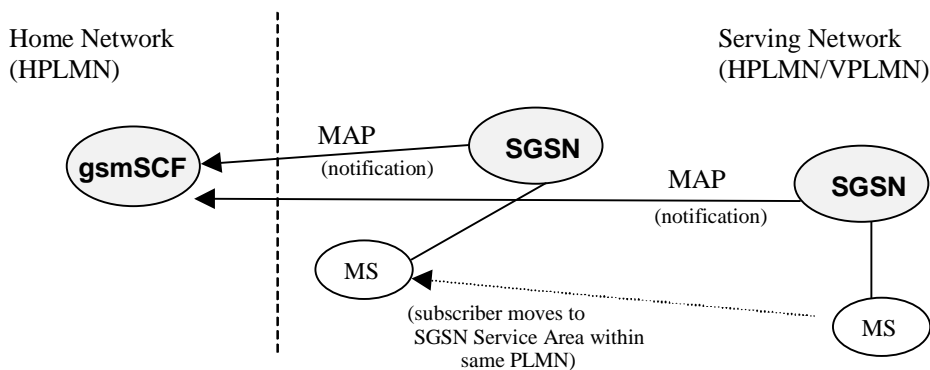 Home Network
(HPLMN)
Serving Network
(HPLMN/VPLMN)
MAP
(notification)
SGSN
gsmSCF
MAP
(notification)
SGSN
MS
(subscriber moves to
SGSN Service Area within
same PLMN)
MS